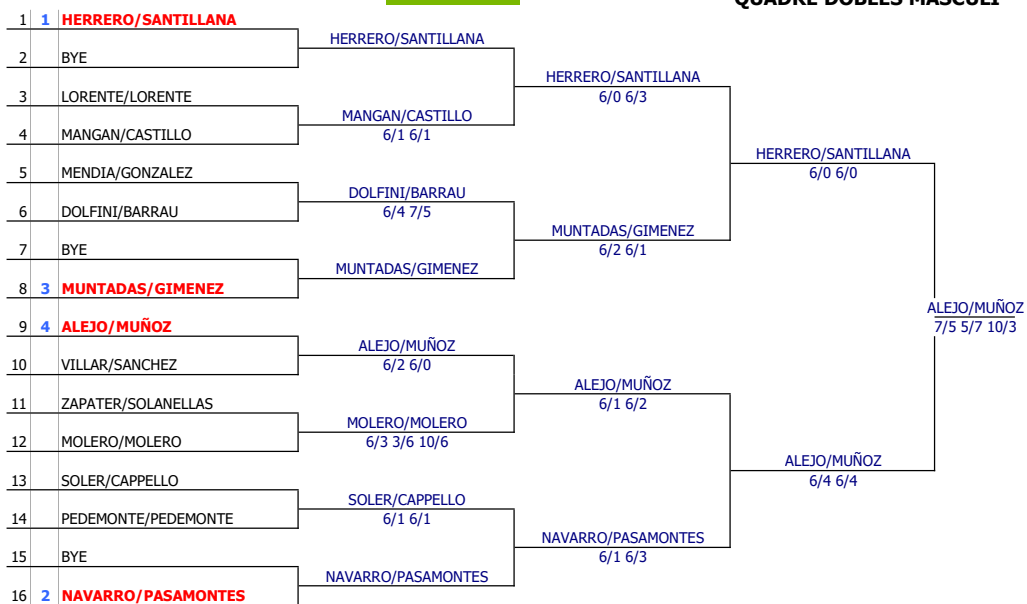 QUADRE DOBLES MASCULI
1 1 HERRERO/SANTILLANA
2 BYE
3 LORENTE/LORENTE
4 MANGAN/CASTILLO
5 MENDIA/GONZALEZ
6 DOLFINI/BARRAU
7 BYE
8 3 MUNTADAS/GIMENEZ
9 4 ALEJO/MUÑOZ
10 VILLAR/SANCHEZ
11 ZAPATER/SOLANELLAS
12 MOLERO/MOLERO
13 SOLER/CAPPELLO
14 PEDEMONTE/PEDEMONTE
15 BYE
16 2 NAVARRO/PASAMONTES
HERRERO/SANTILLANA
MANGAN/CASTILLO
6/1 6/1
DOLFINI/BARRAU
6/4 7/5
MUNTADAS/GIMENEZ
ALEJO/MUÑOZ
6/2 6/0
MOLERO/MOLERO
6/3 3/6 10/6
SOLER/CAPPELLO
6/1 6/1
NAVARRO/PASAMONTES
HERRERO/SANTILLANA
6/0 6/3
MUNTADAS/GIMENEZ
6/2 6/1
ALEJO/MUÑOZ
6/1 6/2
NAVARRO/PASAMONTES
6/1 6/3
HERRERO/SANTILLANA
6/0 6/0
ALEJO/MUÑOZ
6/4 6/4
ALEJO/MUÑOZ
7/5 5/7 10/3